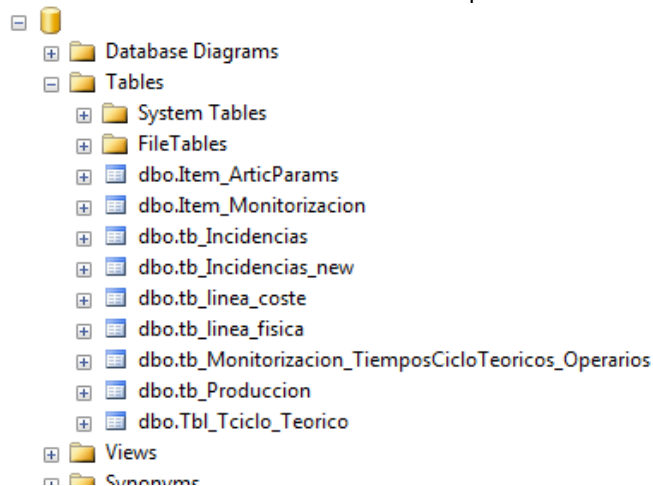 Database Diagrams
Tables
System Tables
FileTables
dbo.Item_ArticParams
dbo.Item_Monitorizacion
dbo.tb_Incidencias
dbo.tb_Incidencias_new
dbo.tb_linea_coste
dbo.tb_linea_fisica
dbo.tb_Monitorizacion_TiemposCicloTeoricos_Operarios
dbo.tb_Produccion
dbo.Tbl_Tciclo_Teorico
Views
Synonyms